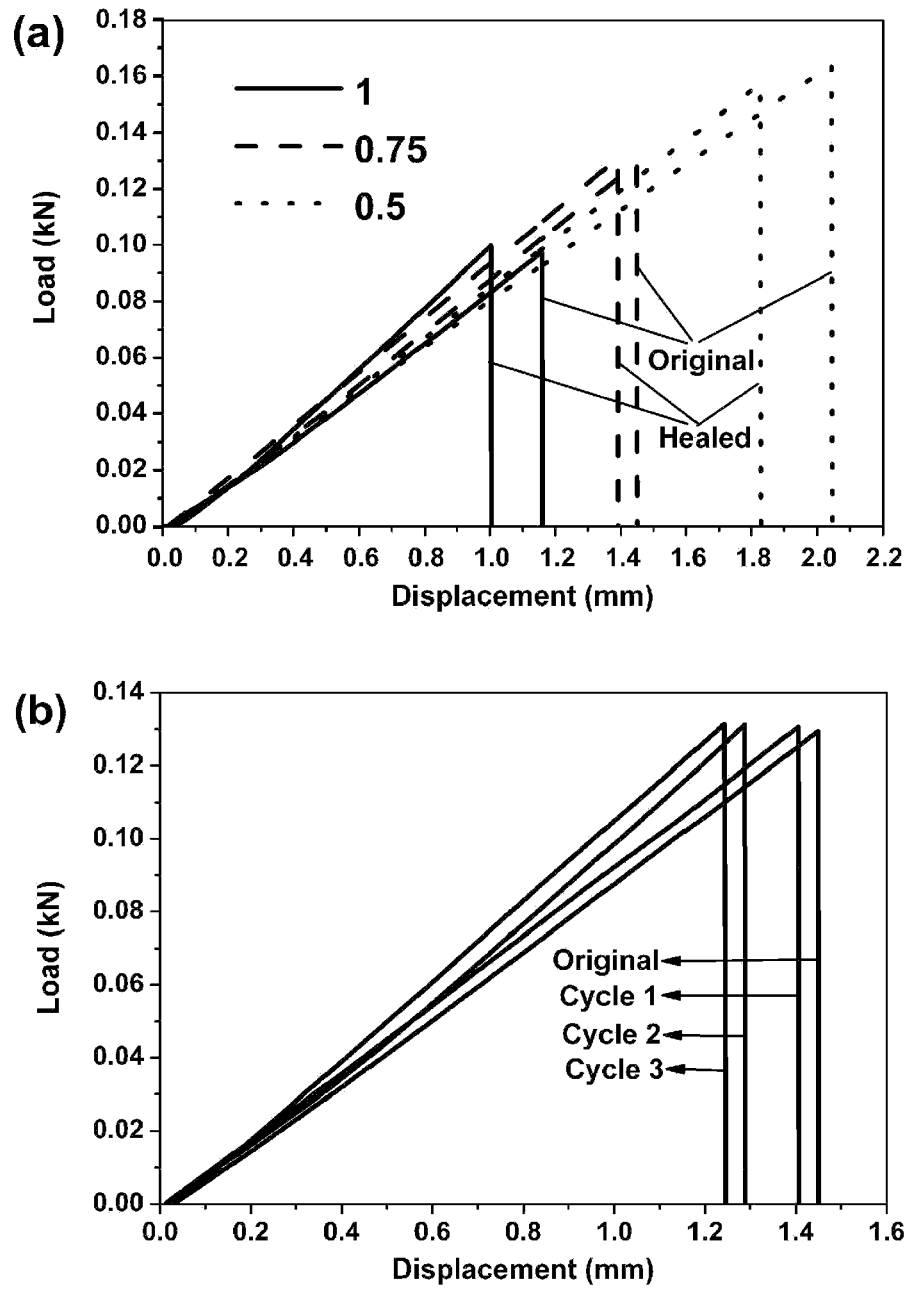 (a)
0.18
0.16
0.14
0.12
0.10
0.08
0.06
0.04
0.02
0.00
Load (kN)
1
0.75
0.5
Original
Healed
0.0 0.2 0.4 0.6 0.8 1.0 1.2 1.4 1.6 1.8 2.0 2.2
Displacement (mm)
(b)
0.14
0.12
0.10
0.08
0.06
0.04
0.02
0.00
Load (kN)
Original
Cycle 1
Cycle 2
Cycle 3
0.0 0.2 0.4 0.6 0.8 1.0 1.2 1.4 1.6
Displacement (mm)